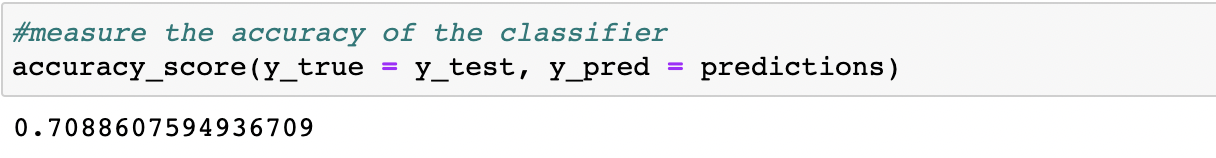 #measure the accuracy of the classifier
accuracy_score(y_true = y_test, y_pred = predictions)
0.7088607594936709